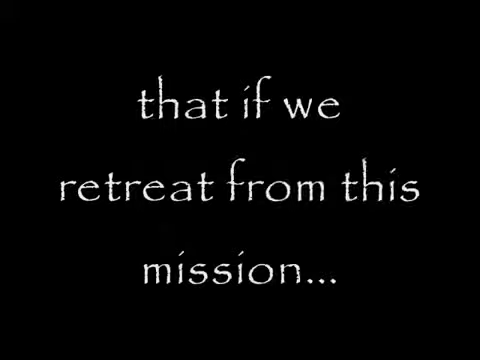 that if we
retreat from this
mission...